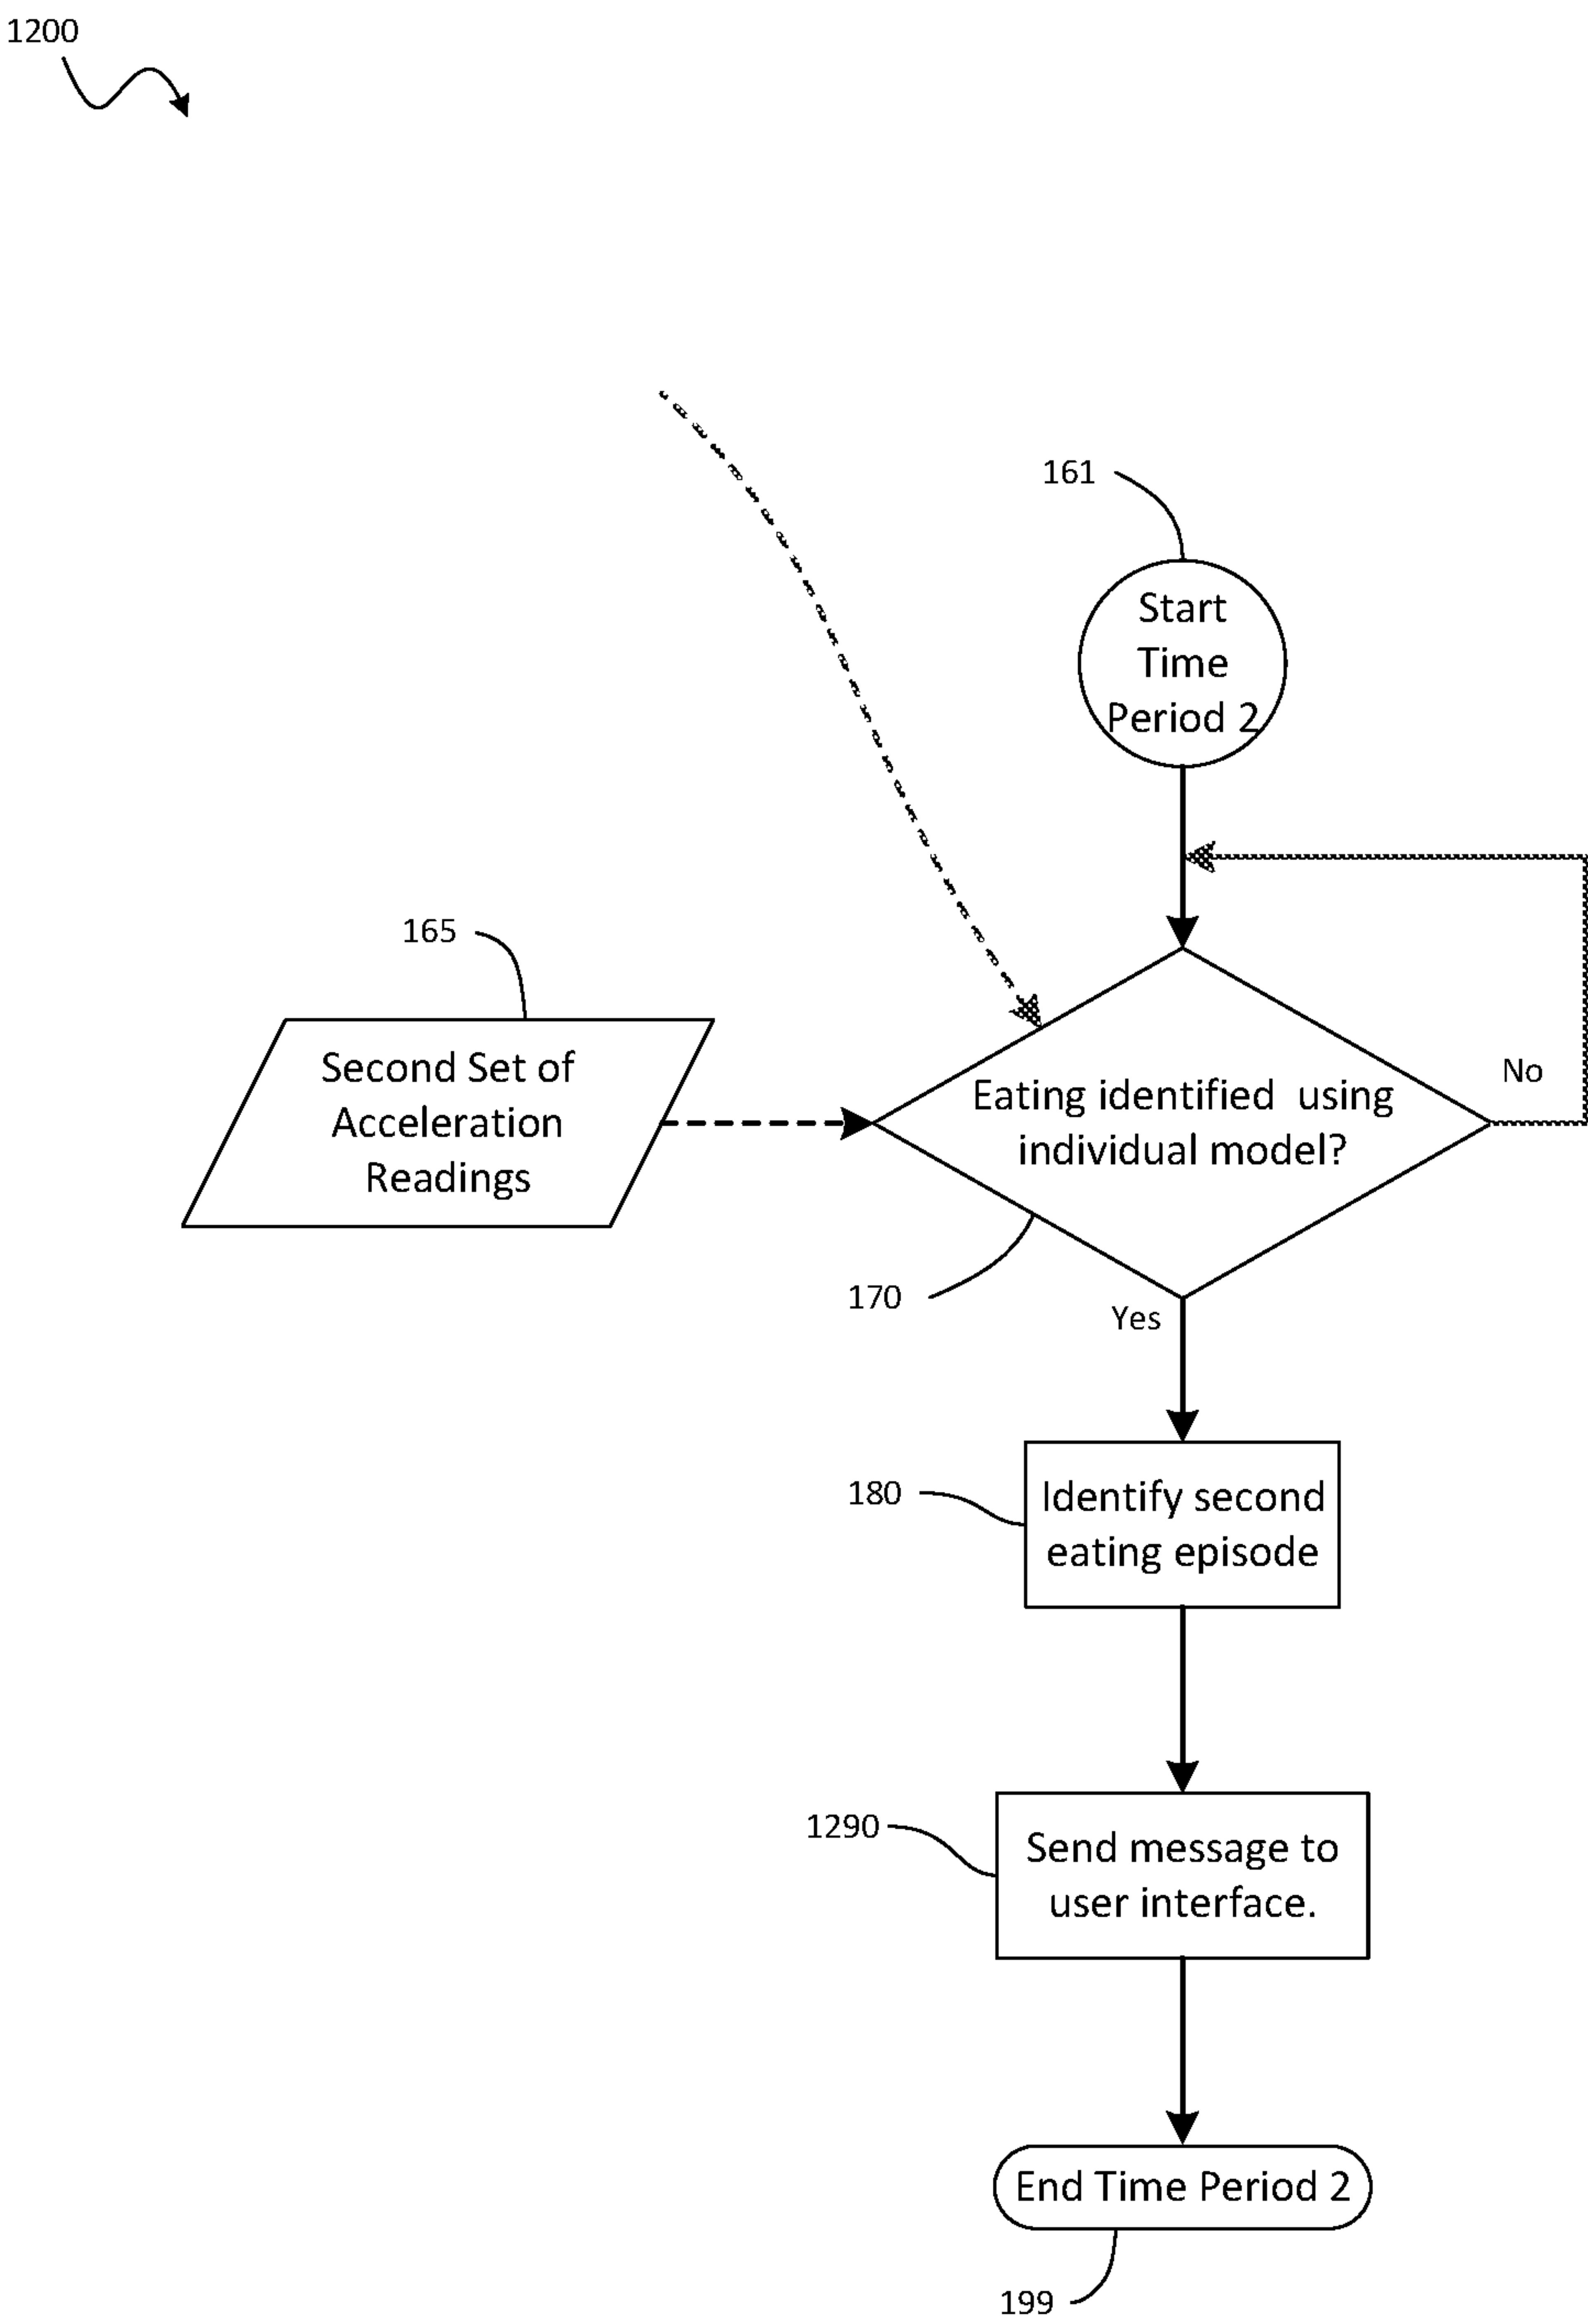 1200
161
Start
Time
Period 2
165
Second Set of
Acceleration
Readings
Eating identified using
individual model?
No
170
Yes
180
Identify second
eating episode
1290
Send message to
user interface.
End Time Period 2
199